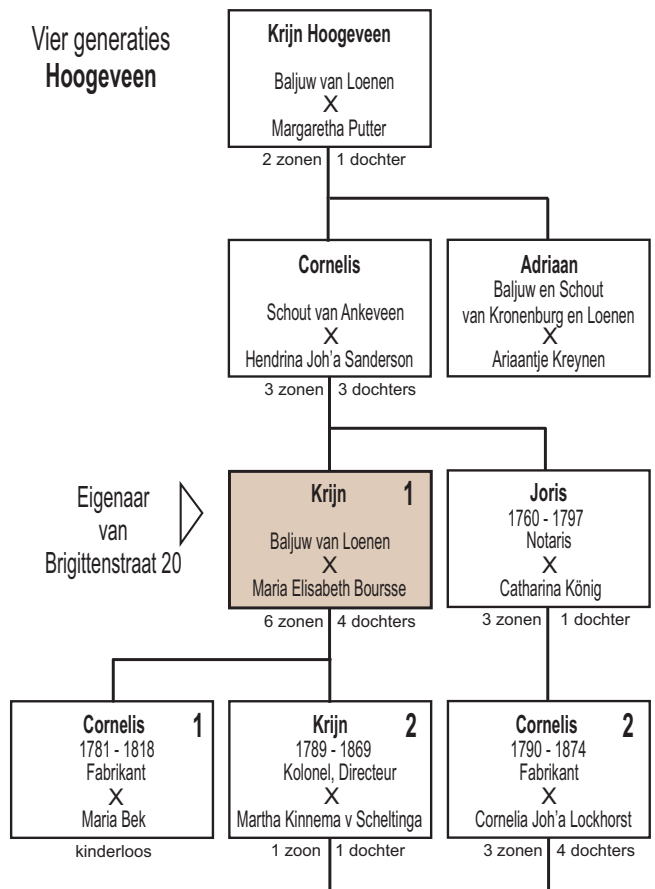 Vier generaties
Hoogeveen
Krijn Hoogeveen
Baljuw van Loenen
X
Margaretha Putter
2 zonen 1 dochter
Cornelis
Schout van Ankeveen
X
Hendrina Joh'a Sanderson
3 zonen 3 dochters
Adriaan
Baljuw en Schout
van Kronenburg en Loenen
X
Ariaantje Kreynen
Eigenaar
van
Brigittenstraat 20
Krijn 1
Baljuw van Loenen
X
Maria Elisabeth Boursse
6 zonen 4 dochters
Joris
1760 - 1797
Notaris
X
Catharina König
3 zonen 1 dochter
Cornelis 1
1781 - 1818
Fabrikant
X
Maria Bek
kinderloos
Krijn 2
1789 - 1869
Kolonel, Directeur
X
Martha Kinnema v Scheltinga
1 zoon 1 dochter
Cornelis 2
1790 - 1874
Fabrikant
X
Cornelia Joh'a Lockhorst
3 zonen 4 dochters